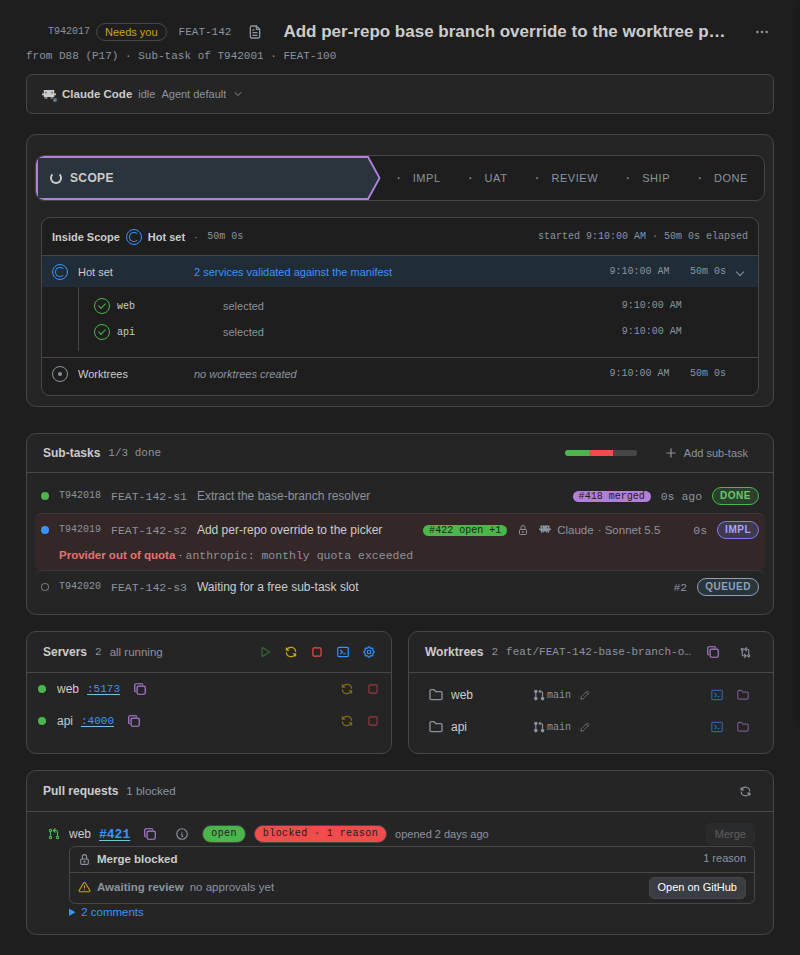 T942017 Needs you FEAT-142 Add per-repo base branch override to the worktree p…
from D88 (P17) · Sub-task of T942001 · FEAT-100
Claude Code idle Agent default
SCOPE · IMPL · UAT · REVIEW · SHIP · DONE
Inside Scope Hot set · 50m 0s started 9:10:00 AM · 50m 0s elapsed
Hot set 2 services validated against the manifest 9:10:00 AM 50m 0s
web selected 9:10:00 AM
api selected 9:10:00 AM
Worktrees no worktrees created 9:10:00 AM 50m 0s
Sub-tasks 1/3 done Add sub-task
T942018 FEAT-142-s1 Extract the base-branch resolver #418 merged 0s ago DONE
T942019 FEAT-142-s2 Add per-repo override to the picker #422 open +1 Claude · Sonnet 5.5 0s IMPL
Provider out of quota · anthropic: monthly quota exceeded
T942020 FEAT-142-s3 Waiting for a free sub-task slot #2 QUEUED
Servers 2 all running
web :5173
api :4000
Worktrees 2 feat/FEAT-142-base-branch-o…
web main
api main
Pull requests 1 blocked
web #421 open blocked · 1 reason opened 2 days ago Merge
Merge blocked 1 reason
Awaiting review no approvals yet Open on GitHub
2 comments